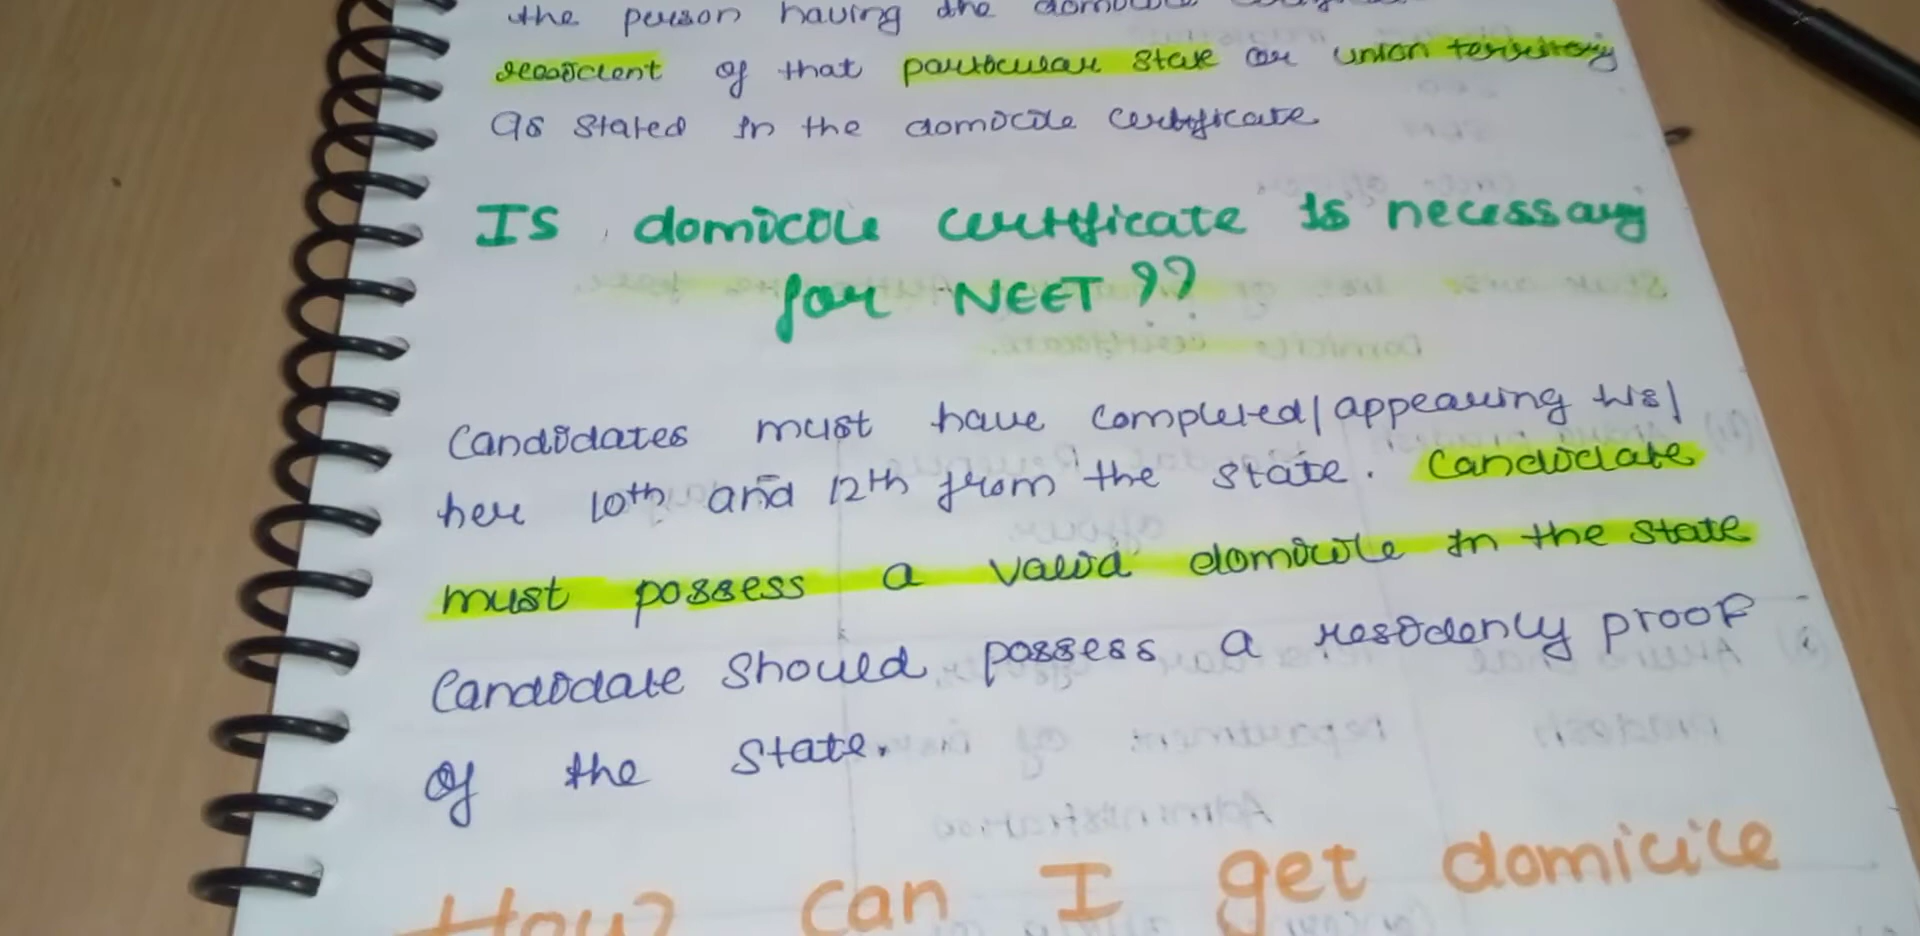 the person having the
resident of that particular state or union territory
as stated in the domicile certificate
Is domicile certificate is necessary
for NEET ??
Candidates must have completed/appearing his/
her 10th and 12th from the state. Candidate
must possess a valid domicile in the state
Candidate should possess a residenly proof
of the state.
How can I get domicile